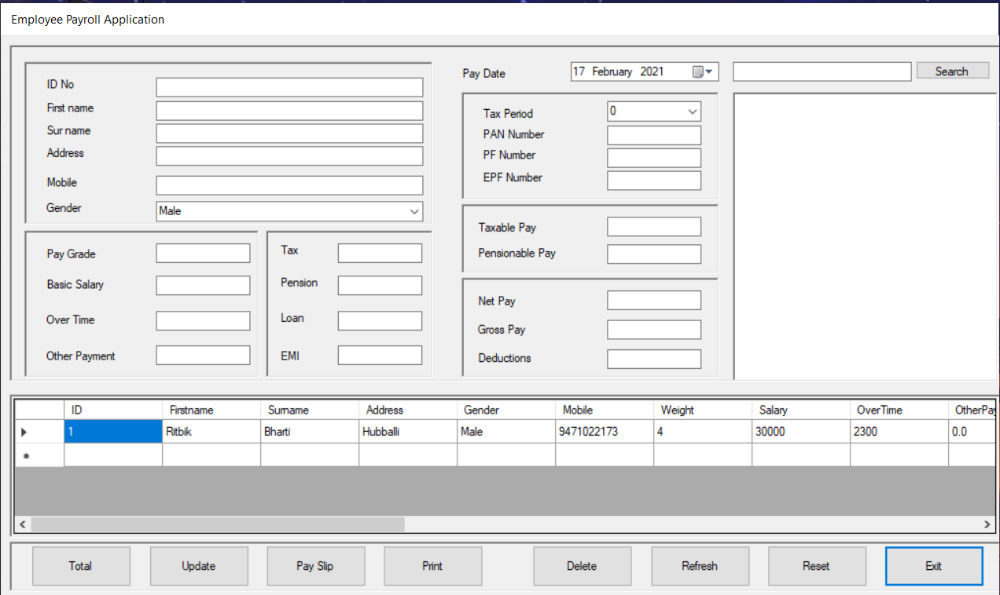 Employee Payroll Application
ID No
First name
Sur name
Address
Mobile
Gender Male
Pay Grade
Basic Salary
Over Time
Other Payment
Tax
Pension
Loan
EMI
Pay Date 17 February 2021
Search
Tax Period 0
PAN Number
PF Number
EPF Number
Taxable Pay
Pensionable Pay
Net Pay
Gross Pay
Deductions
ID Firstname Surname Address Gender Mobile Weight Salary OverTime OtherPay
1 Ritbik Bharti Hubballi Male 9471022173 4 30000 2300 0.0
Total Update Pay Slip Print Delete Refresh Reset Exit